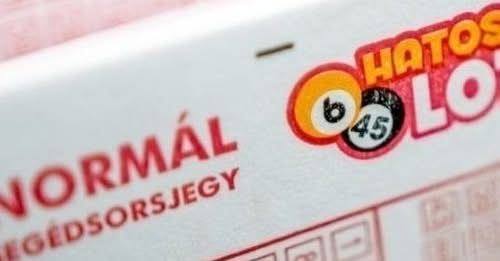 HATOS
LO
6
45
NORMÁL
EGÉDSORSJEGY